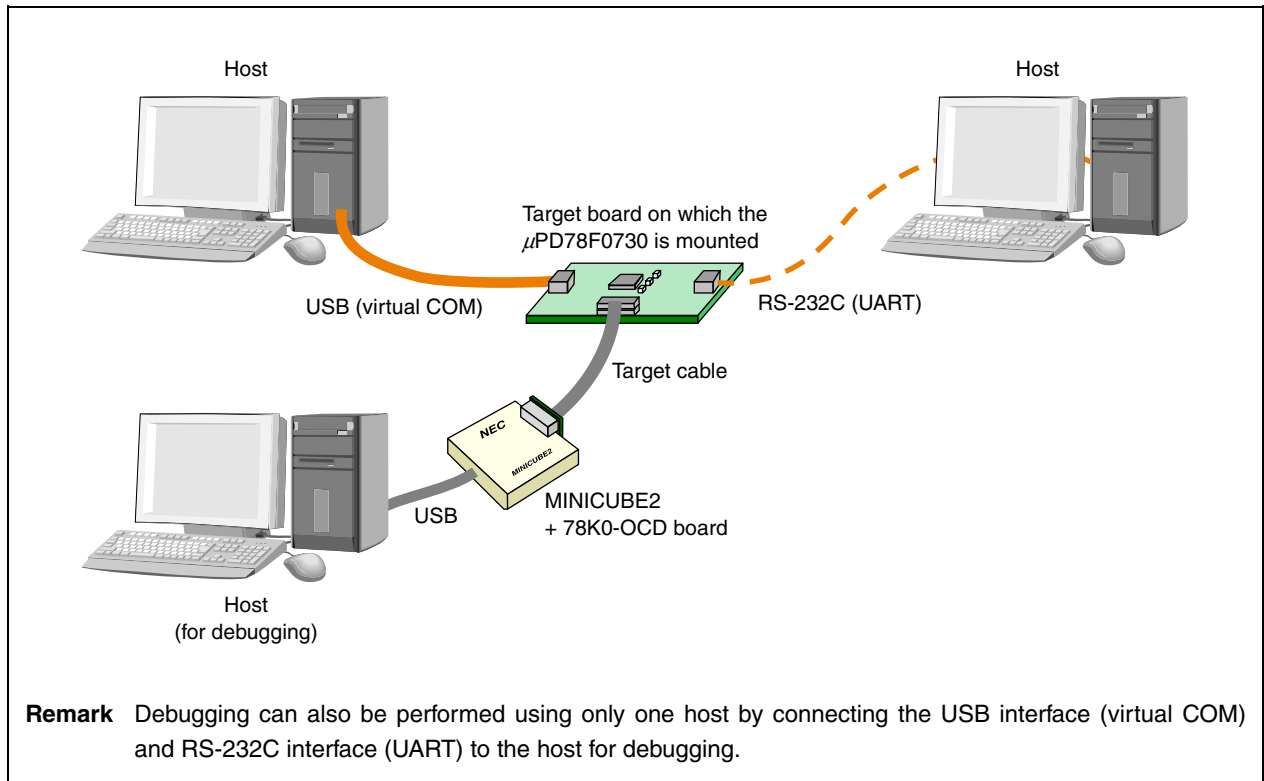 Host
Host
Target board on which the
μPD78F0730 is mounted
USB (virtual COM)
RS-232C (UART)
Target cable
NEC
MINICUBE2
USB
MINICUBE2
+ 78K0-OCD board
Host
(for debugging)
Remark Debugging can also be performed using only one host by connecting the USB interface (virtual COM)
and RS-232C interface (UART) to the host for debugging.